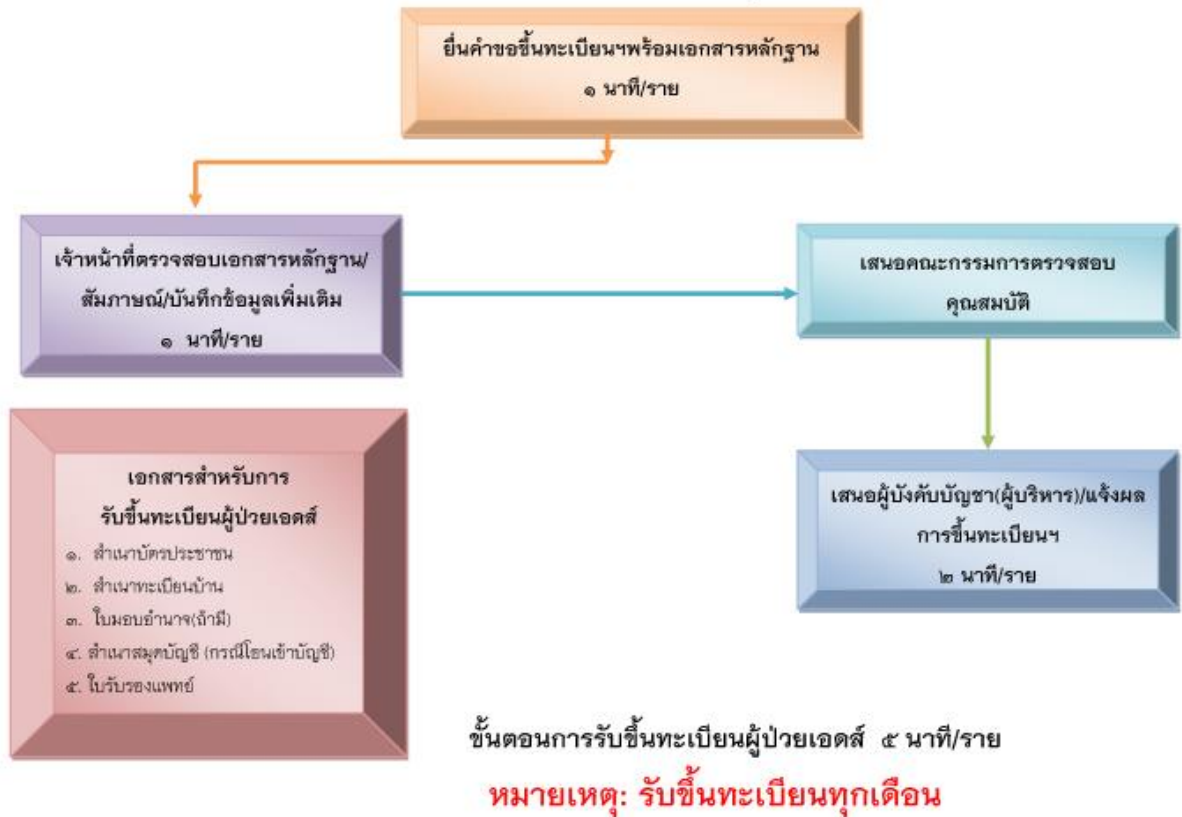 ยื่นคำขอขึ้นทะเบียนฯพร้อมเอกสารหลักฐาน
๑ นาที/ราย
เจ้าหน้าที่ตรวจสอบเอกสารหลักฐาน/
สัมภาษณ์/บันทึกข้อมูลเพิ่มเติม
๑ นาที/ราย
เสนอคณะกรรมการตรวจสอบ
คุณสมบัติ
เอกสารสำหรับการ
รับขึ้นทะเบียนผู้ป่วยเอดส์
๑. สำเนาบัตรประชาชน
๒. สำเนาทะเบียนบ้าน
๓. ใบมอบอำนาจ(ถ้ามี)
๔. สำเนาสมุดบัญชี (กรณีโอนเข้าบัญชี)
๕. ใบรับรองแพทย์
เสนอผู้บังคับบัญชา(ผู้บริหาร)/แจ้งผล
การขึ้นทะเบียนฯ
๒ นาที/ราย
ขั้นตอนการรับขึ้นทะเบียนผู้ป่วยเอดส์ ๕ นาที/ราย
หมายเหตุ: รับขึ้นทะเบียนทุกเดือน